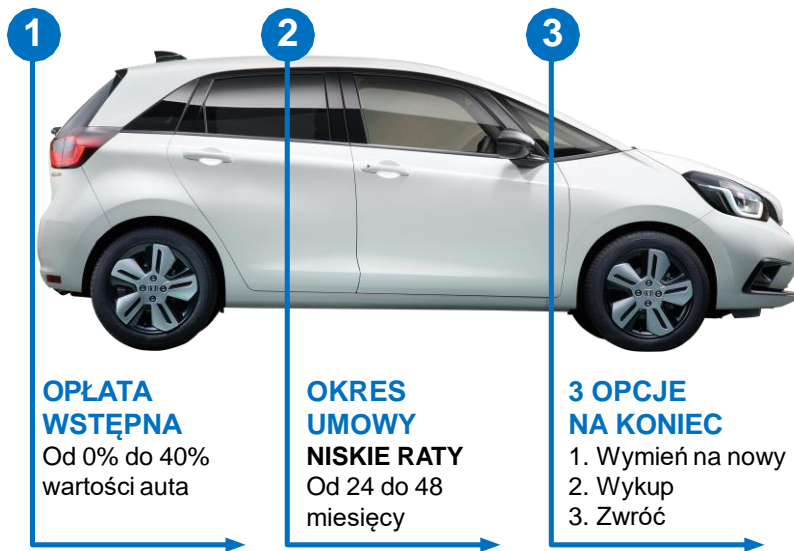 1
2
3
OPŁATA
WSTĘPNA
Od 0% do 40%
wartości auta
OKRES
UMOWY
NISKIE RATY
Od 24 do 48
miesięcy
3 OPCJE
NA KONIEC
1. Wymień na nowy
2. Wykup
3. Zwróć